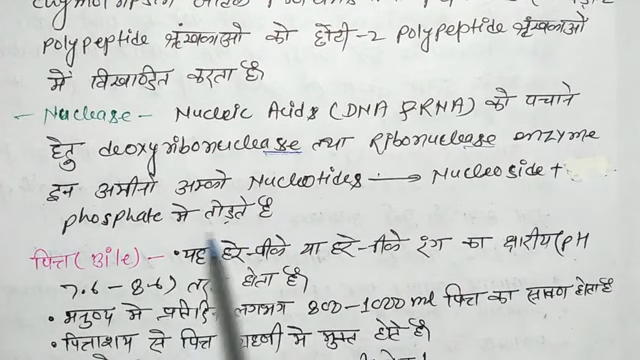 polypeptide श्रृंखलाओ को छोटी-2 polypeptide श्रृंखलाओ
में विखण्डित करता है।
- Nuclease - Nucleic Acids (DNA & RNA) को पचाने
हेतु deoxyribonuclease तथा Ribonuclease enzyme
इन अमीनो अम्लो Nucleotides ⟶ Nucleoside +
phosphate मे तोड़ते है
पित्त (Bile) - • यह हरे-पीले या हरे-नीले रंग का क्षारीय (PH
7.6 - 8.6) होता है।
• मनुष्य मे लगभग 800-1000 ml पित्त का स्रावण होता है
• पित्ताशय से पित्त ग्रहणी मे मुक्त होते है।